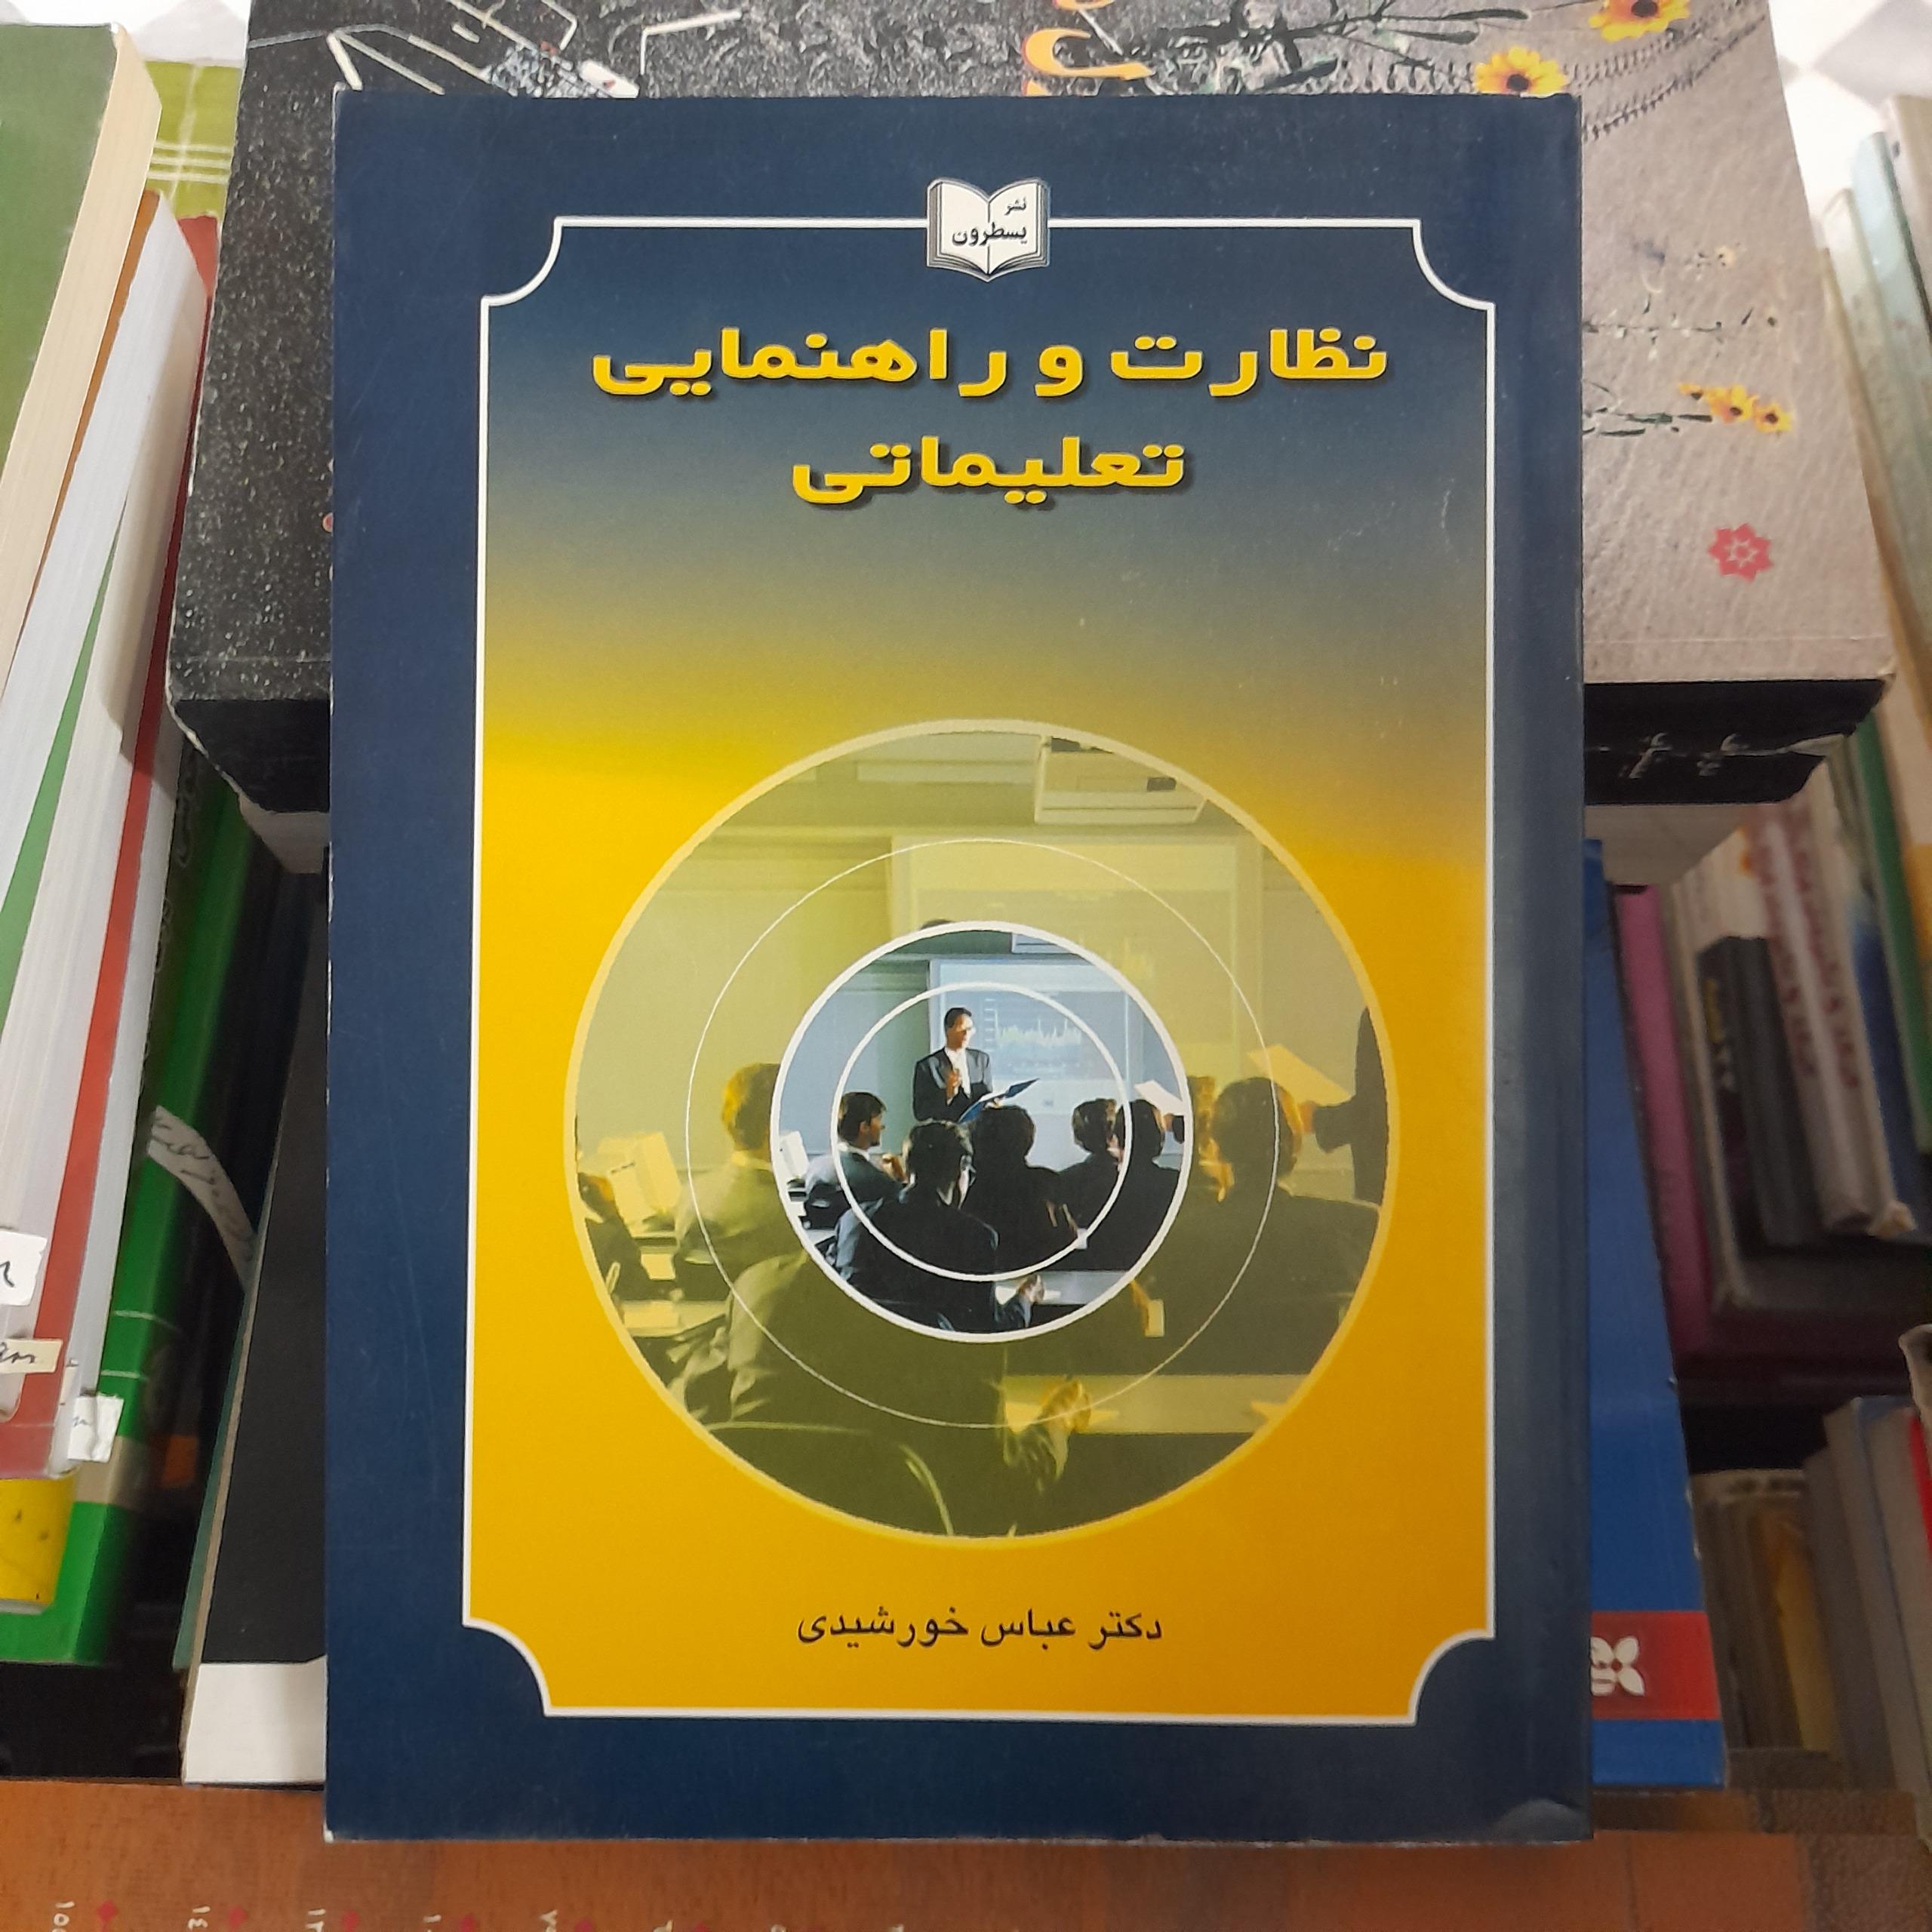 نشر
یسطرون
نظارت و راهنمایی
تعلیماتی
دکتر عباس خورشیدی